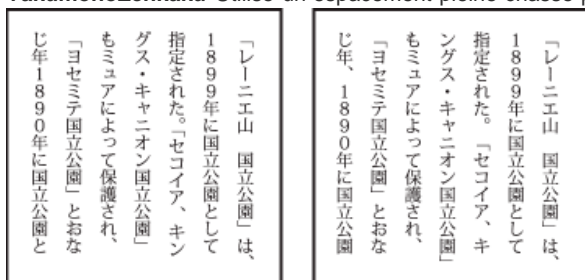 YakumonoZenkaku Utilise un espacement pleine chasse
「レーニエ山　国立公園」は、
1899年に国立公園として
指定された。「セコイア、キン
グス・キャニオン国立公園」
もミュアによって保護され、
「ヨセミテ国立公園」とおな
じ年1890年に国立公園と
「レーニエ山　国立公園」は、
1899年に国立公園として
指定された。「セコイア、キ
ングス・キャニオン国立公園」
もミュアによって保護され、
「ヨセミテ国立公園」とおな
じ年、1890年に国立公園